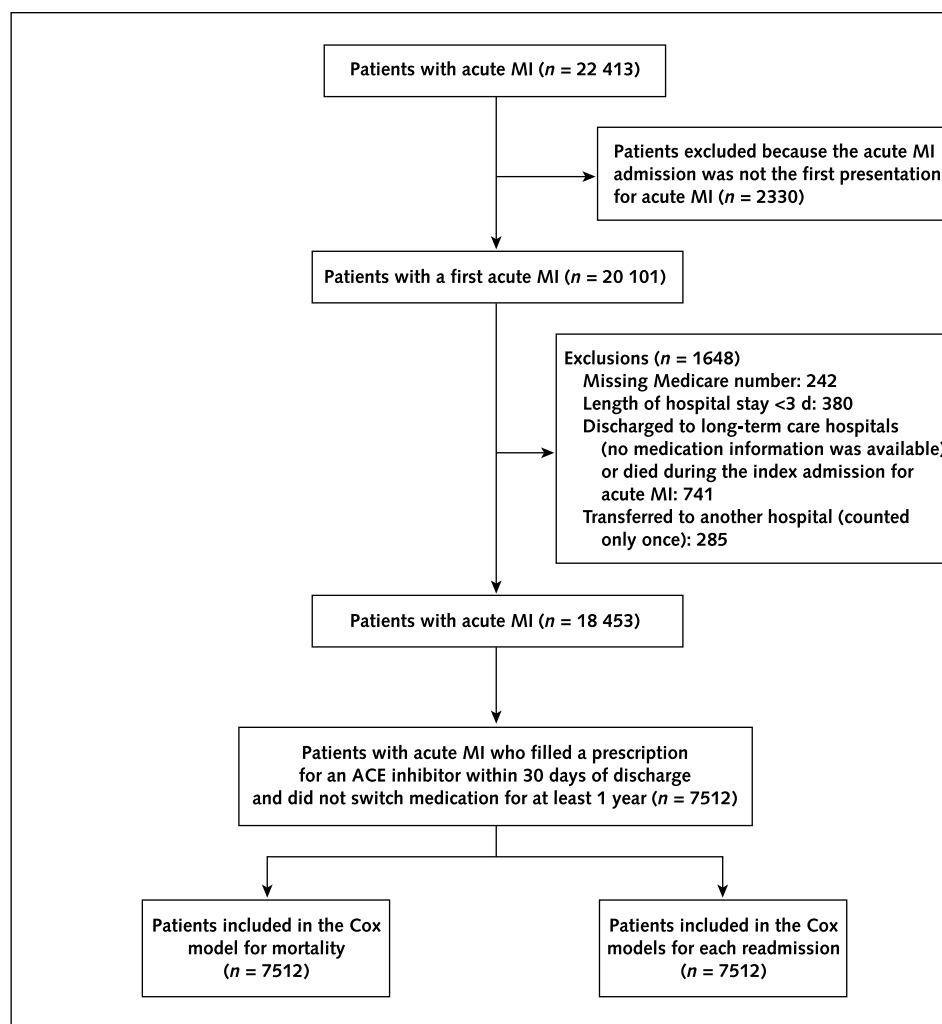 Patients with acute MI (n = 22 413)
Patients excluded because the acute MI
admission was not the first presentation
for acute MI (n = 2330)
Patients with a first acute MI (n = 20 101)
Exclusions (n = 1648)
Missing Medicare number: 242
Length of hospital stay <3 d: 380
Discharged to long-term care hospitals
(no medication information was available)
or died during the index admission for
acute MI: 741
Transferred to another hospital (counted
only once): 285
Patients with acute MI (n = 18 453)
Patients with acute MI who filled a prescription
for an ACE inhibitor within 30 days of discharge
and did not switch medication for at least 1 year (n = 7512)
Patients included in the Cox
model for mortality
(n = 7512)
Patients included in the Cox
models for each readmission
(n = 7512)